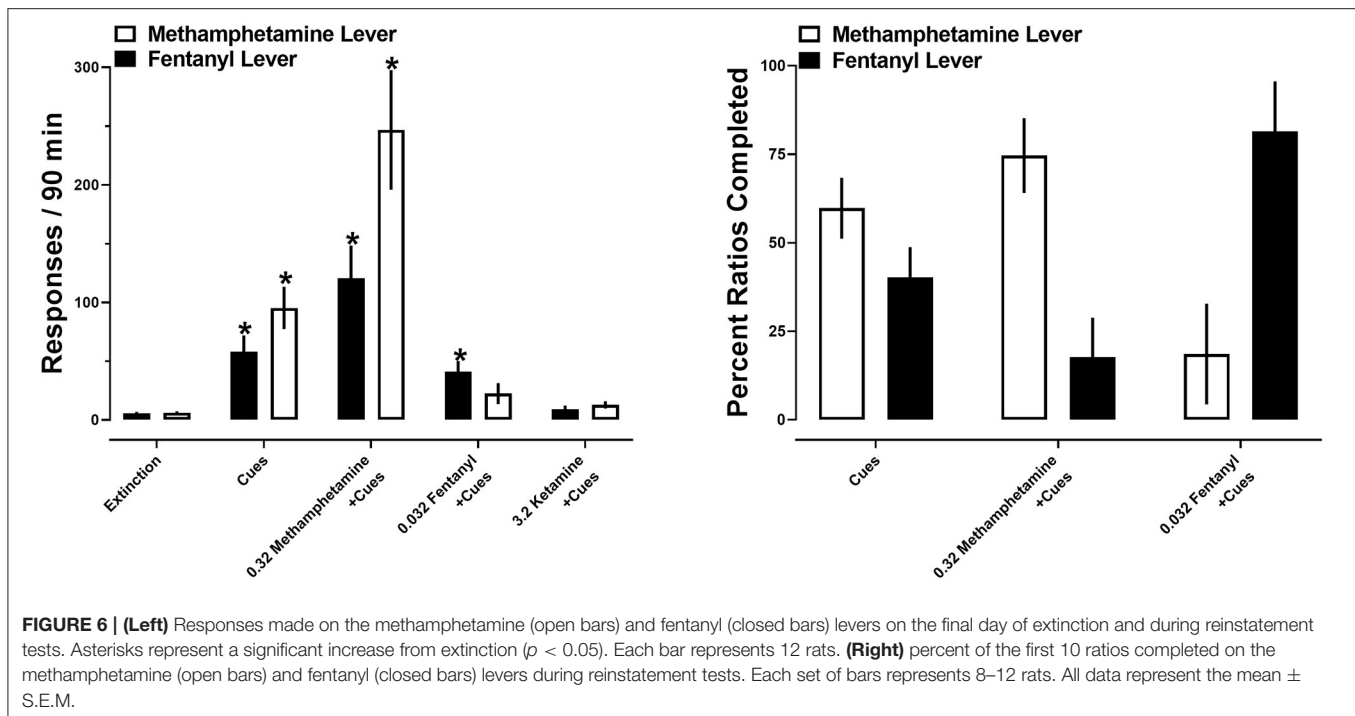 Methamphetamine Lever
Fentanyl Lever
Responses / 90 min
300
200
100
0
*
*
*
*
*
Extinction
Cues
0.32 Methamphetamine
+Cues
0.032 Fentanyl
+Cues
3.2 Ketamine
+Cues
Methamphetamine Lever
Fentanyl Lever
Percent Ratios Completed
100
75
50
25
0
Cues
0.32 Methamphetamine
+Cues
0.032 Fentanyl
+Cues
FIGURE 6 | (Left) Responses made on the methamphetamine (open bars) and fentanyl (closed bars) levers on the final day of extinction and during reinstatement
tests. Asterisks represent a significant increase from extinction (p < 0.05). Each bar represents 12 rats. (Right) percent of the first 10 ratios completed on the
methamphetamine (open bars) and fentanyl (closed bars) levers during reinstatement tests. Each set of bars represents 8–12 rats. All data represent the mean ±
S.E.M.